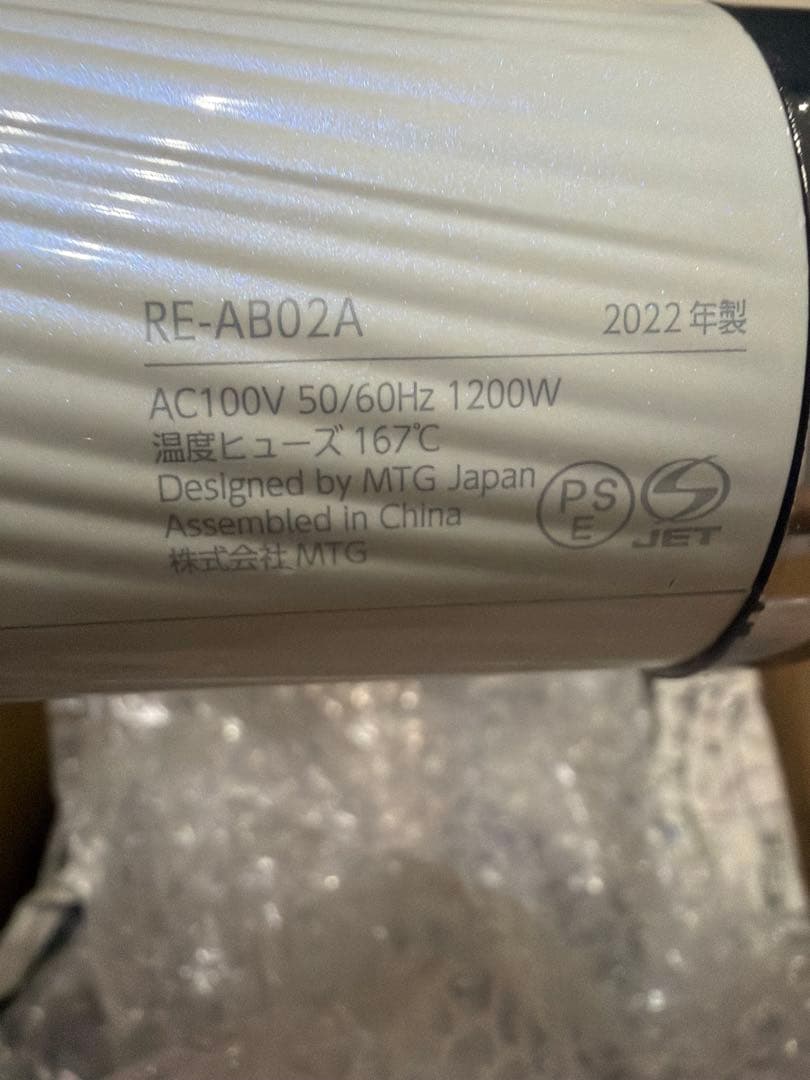 RE-AB02A 2022年製
AC100V 50/60Hz 1200W
温度ヒューズ 167℃
Designed by MTG Japan
Assembled in China
株式会社MTG
PS
E
JET